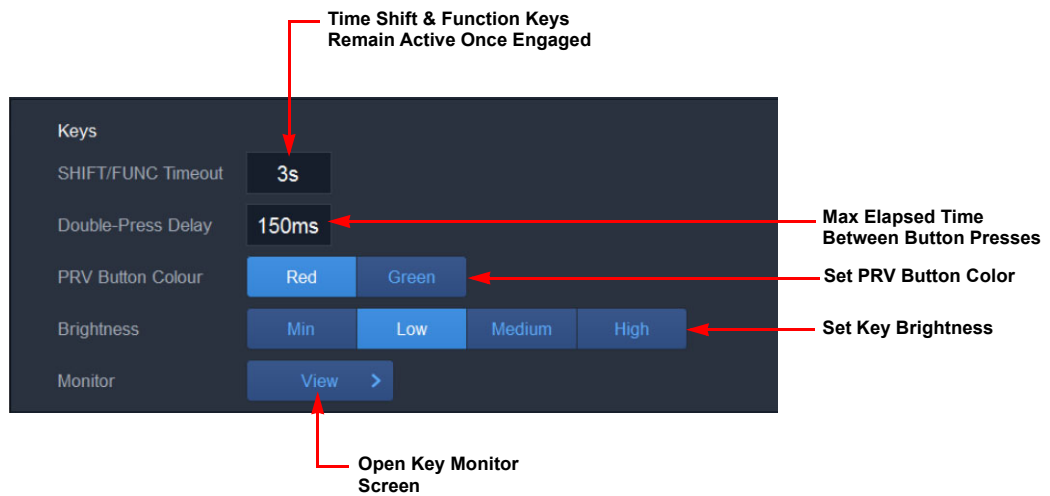 Time Shift & Function Keys
Remain Active Once Engaged
Keys
SHIFT/FUNC Timeout 3s
Double-Press Delay 150ms
Max Elapsed Time
Between Button Presses
PRV Button Colour Red Green
Set PRV Button Color
Brightness Min Low Medium High
Set Key Brightness
Monitor View >
Open Key Monitor
Screen